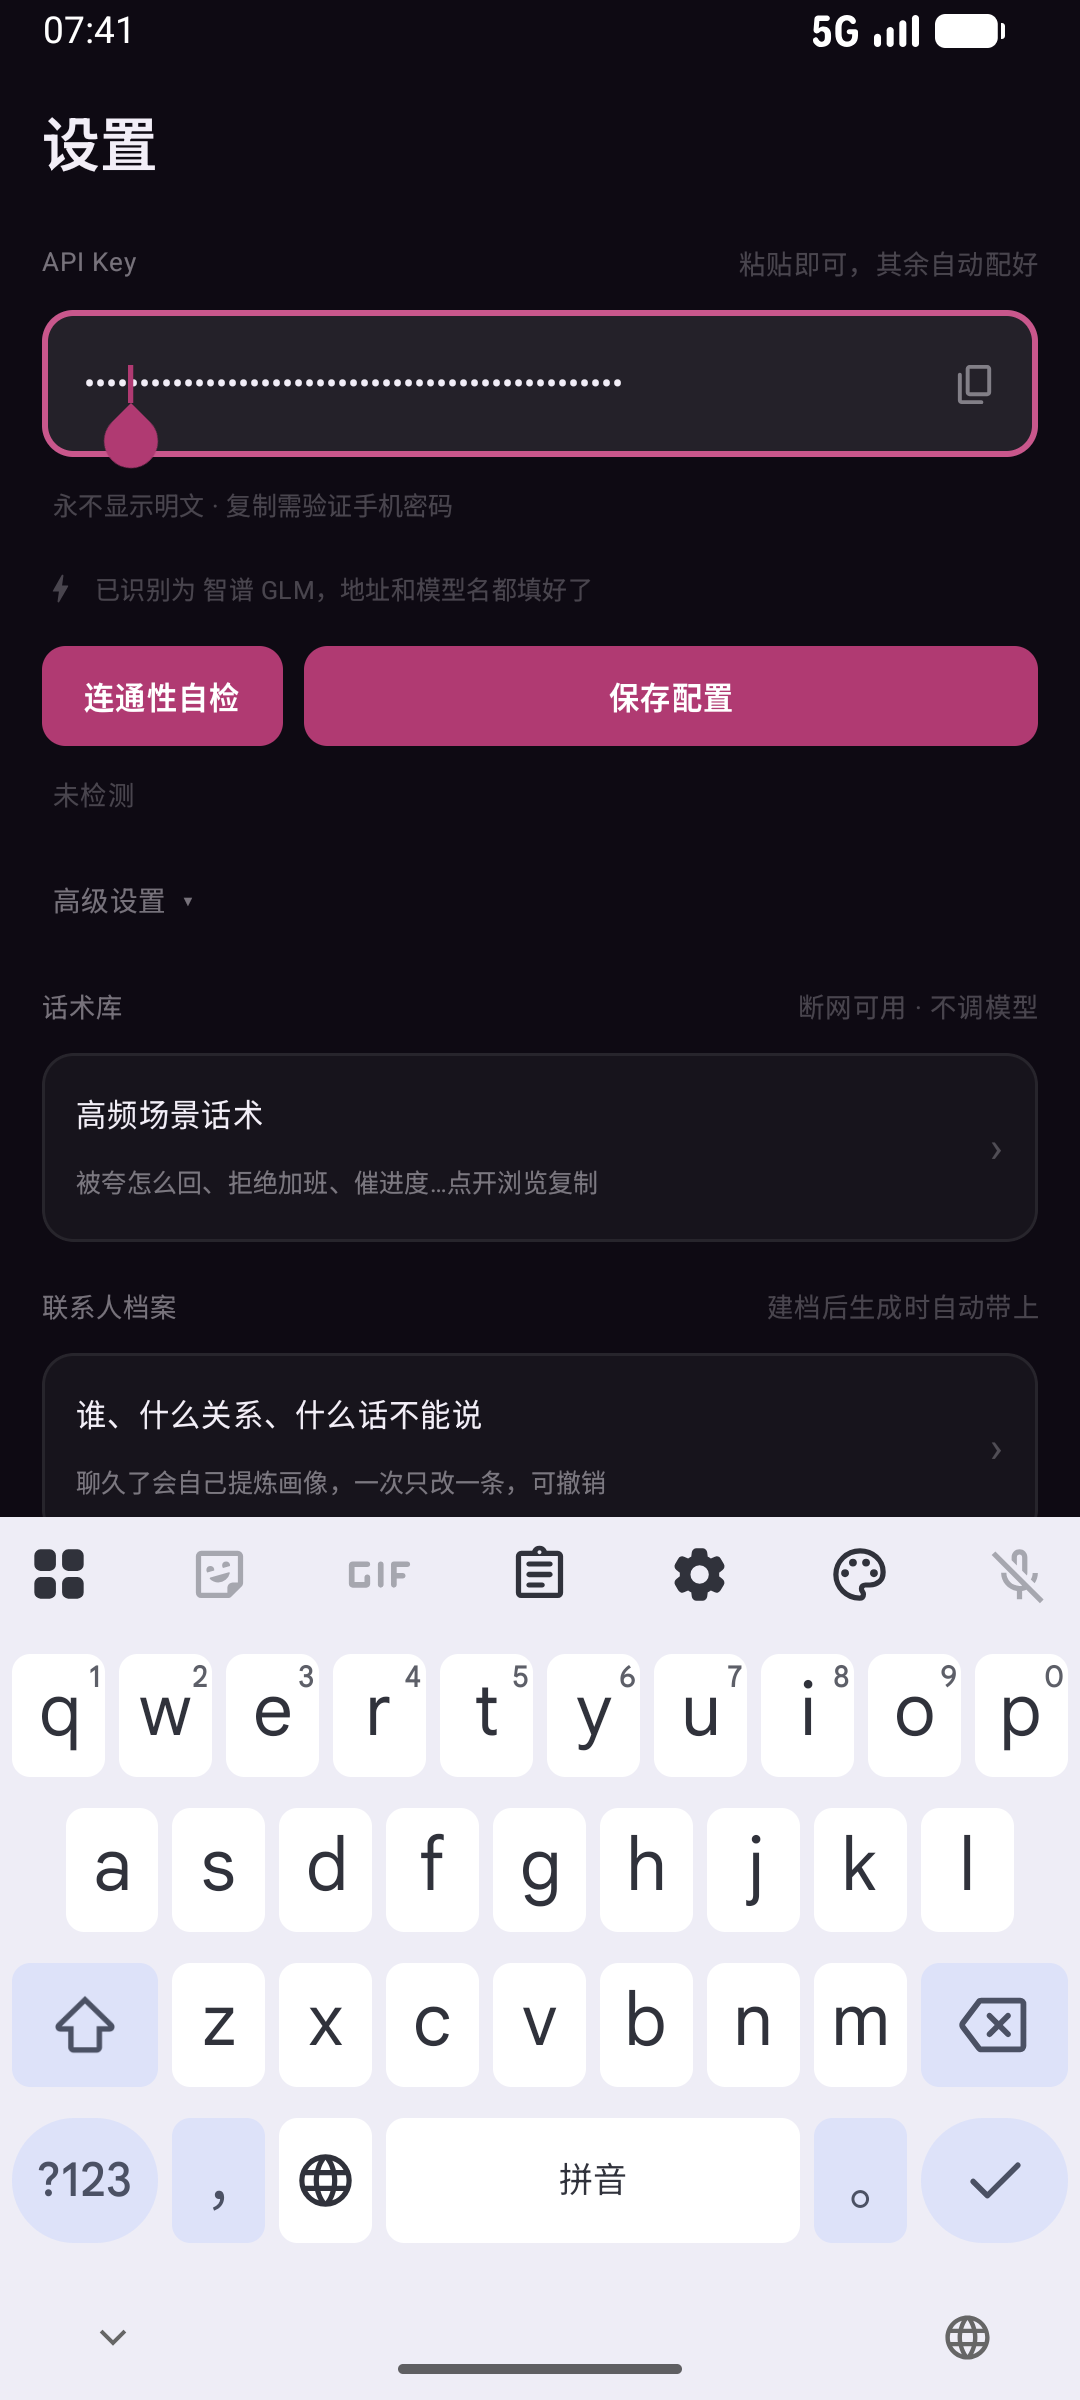 07:41
5G
设置
API Key
粘贴即可，其余自动配好
•••••••••••••••••••••••••••••••••••••••••••••••••
永不显示明文 · 复制需验证手机密码
已识别为 智谱 GLM，地址和模型名都填好了
连通性自检
保存配置
未检测
高级设置 ▾
话术库
断网可用 · 不调模型
高频场景话术
被夸怎么回、拒绝加班、催进度…点开浏览复制
›
联系人档案
建档后生成时自动带上
谁、什么关系、什么话不能说
聊久了会自己提炼画像，一次只改一条，可撤销
›
GIF
q 1 w 2 e 3 r 4 t 5 y 6 u 7 i 8 o 9 p 0
a s d f g h j k l
z x c v b n m
?123 ， 拼音 。